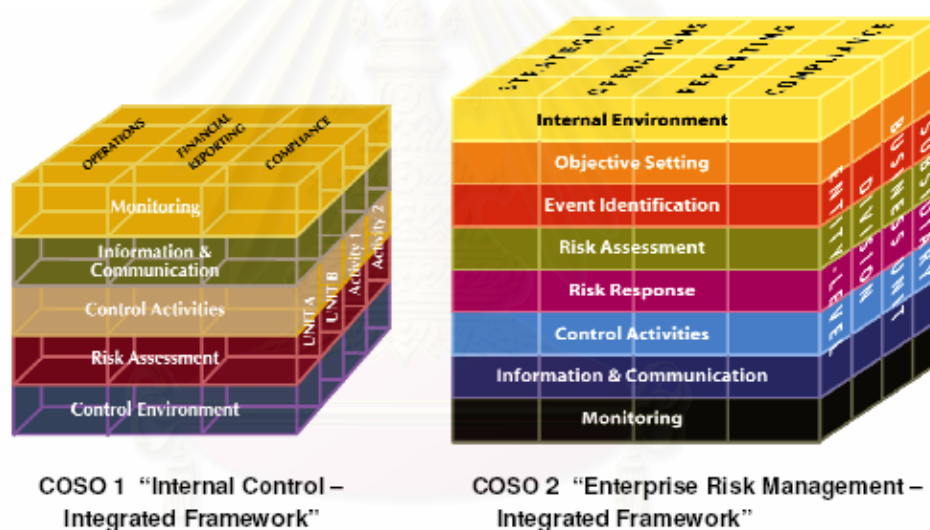 OPERATIONS
FINANCIAL
REPORTING
COMPLIANCE
Monitoring
Information &
Communication
Control Activities
Risk Assessment
Control Environment
UNIT A
UNIT B
Activity 1
Activity 2
COSO 1 “Internal Control –
Integrated Framework”
STRATEGIC
OPERATIONS
REPORTING
COMPLIANCE
Internal Environment
Objective Setting
Event Identification
Risk Assessment
Risk Response
Control Activities
Information & Communication
Monitoring
ENTITY-LEVEL
DIVISION
BUSINESS UNIT
SUBSIDIARY
COSO 2 “Enterprise Risk Management –
Integrated Framework”